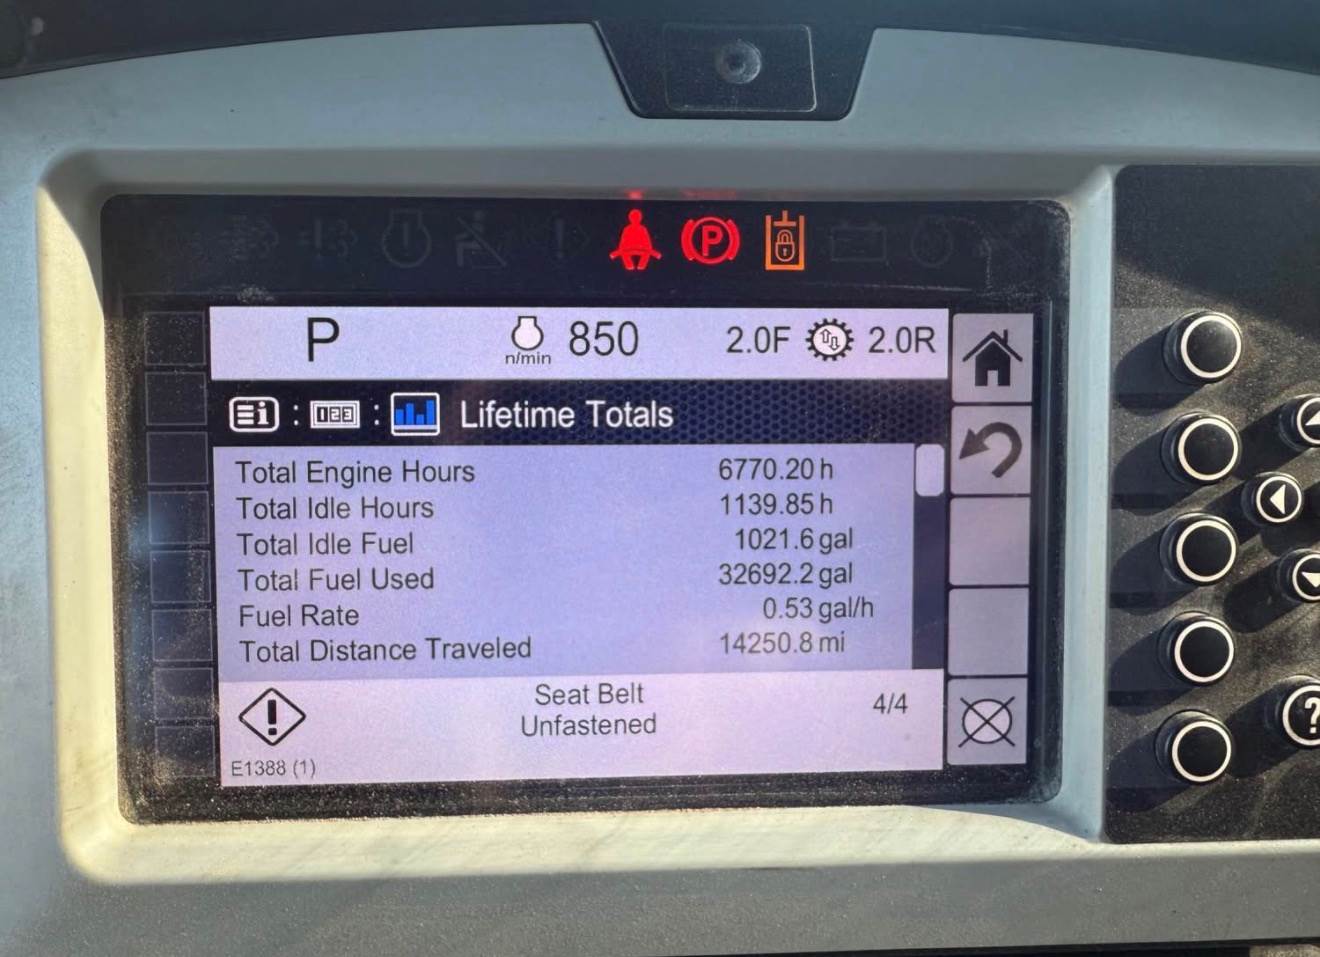 P
P n/min 850 2.0F 2.0R
123 Lifetime Totals
Total Engine Hours 6770.20 h
Total Idle Hours 1139.85 h
Total Idle Fuel 1021.6 gal
Total Fuel Used 32692.2 gal
Fuel Rate 0.53 gal/h
Total Distance Traveled 14250.8 mi
Seat Belt
Unfastened
4/4
E1388 (1)
?